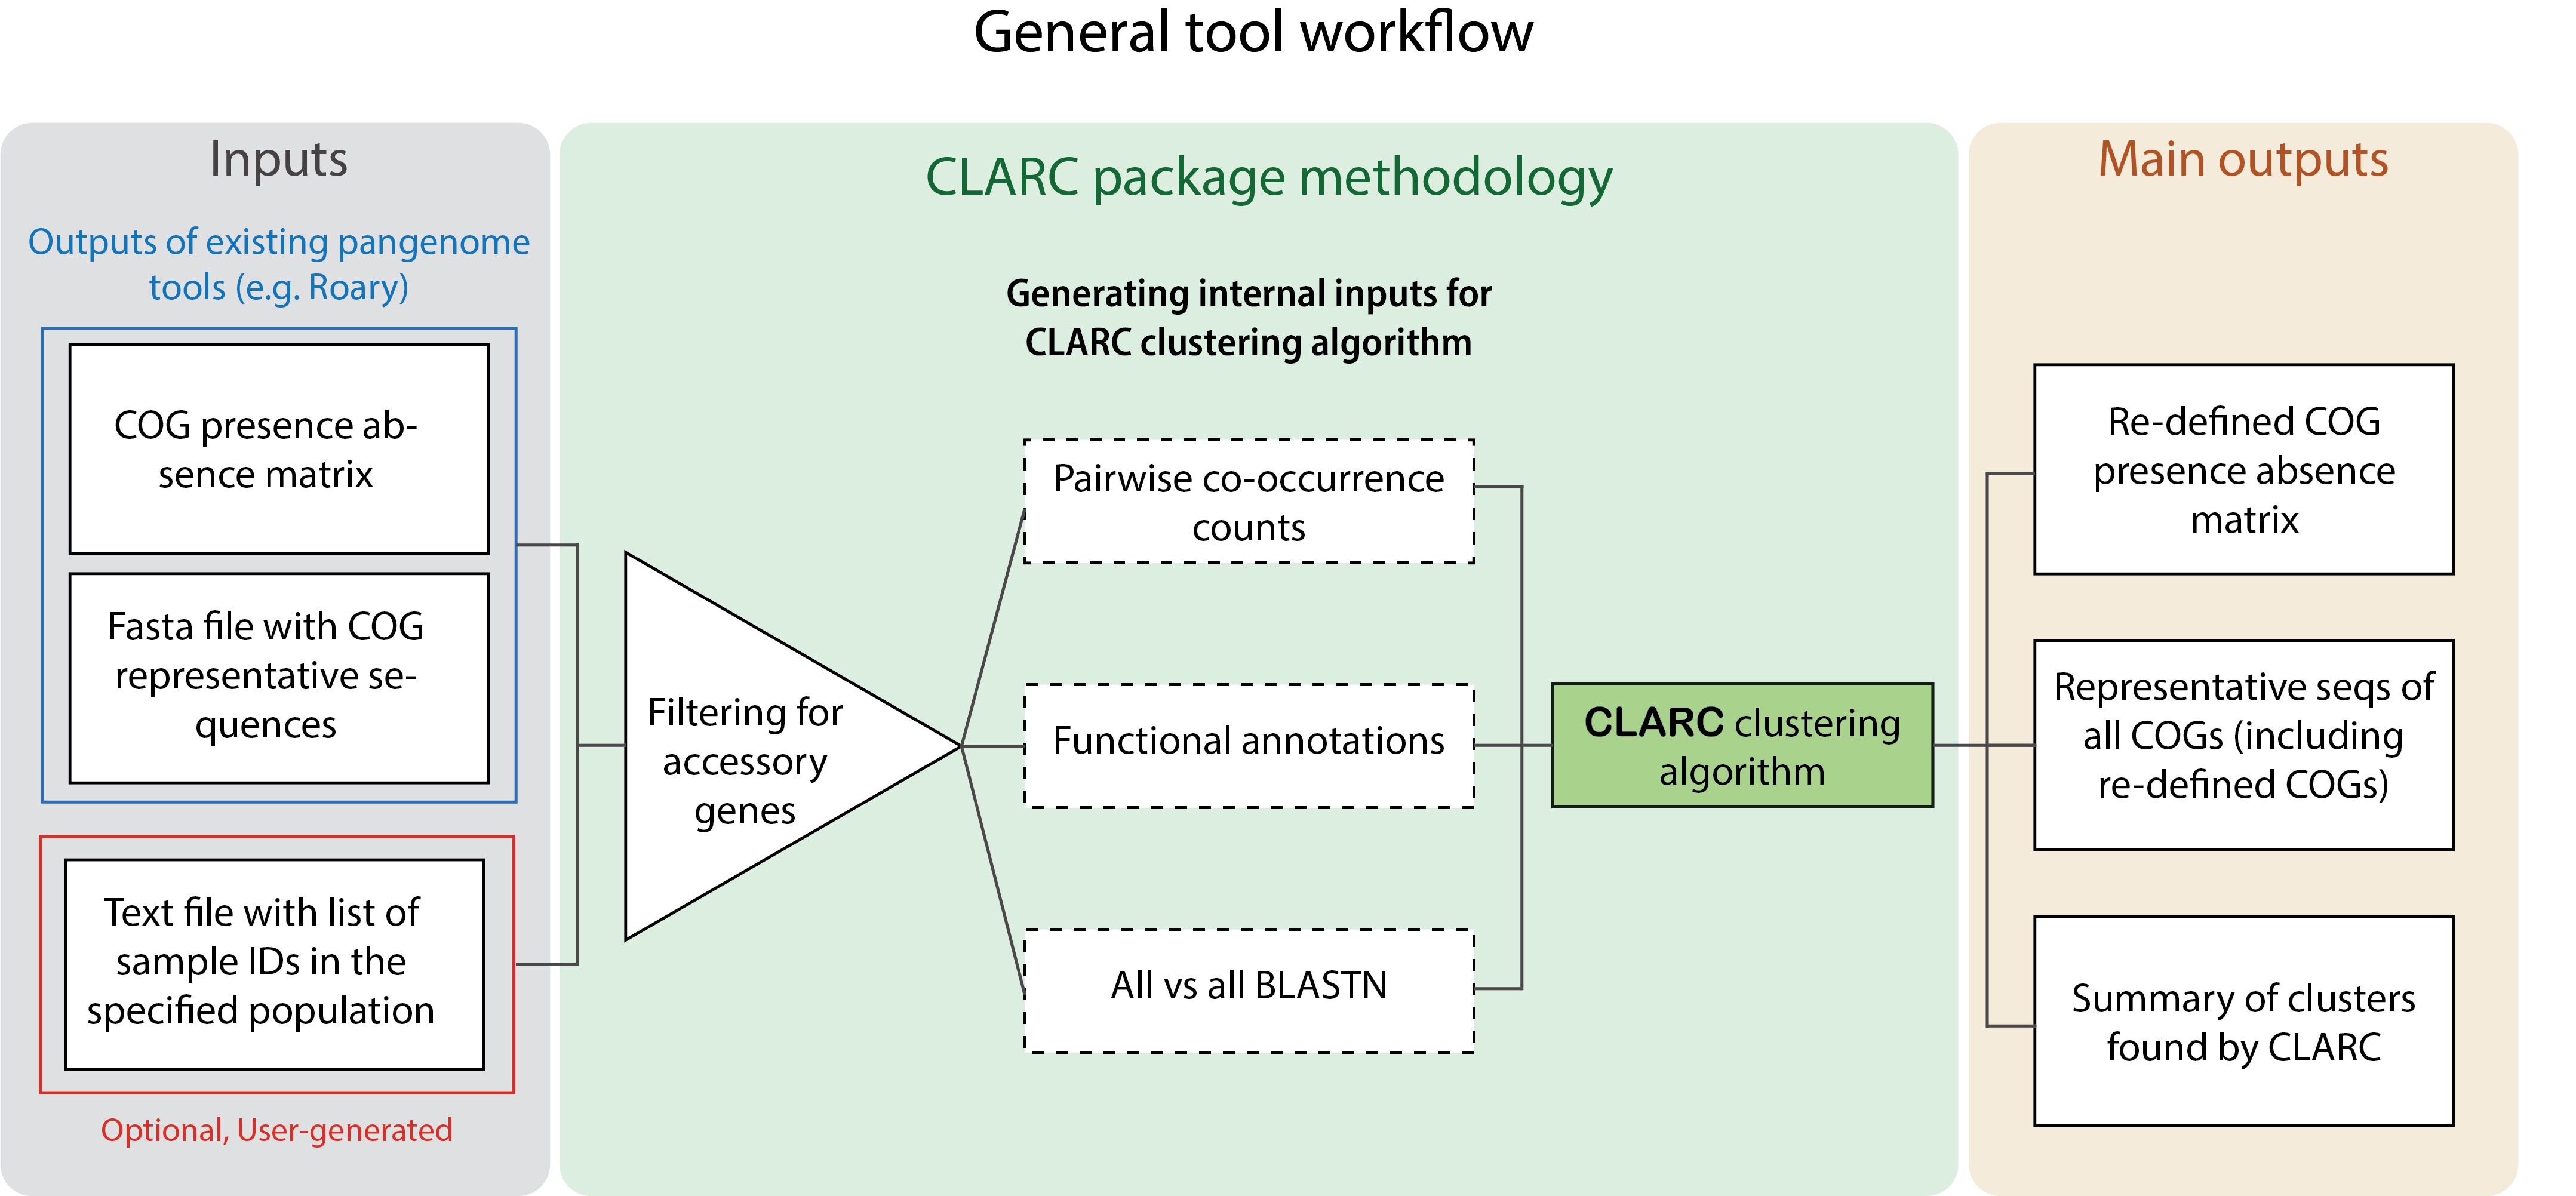 General tool workflow
Inputs
Outputs of existing pangenome
tools (e.g. Roary)
COG presence ab-
sence matrix
Fasta file with COG
representative se-
quences
Text file with list of
sample IDs in the
specified population
Optional, User-generated
CLARC package methodology
Generating internal inputs for
CLARC clustering algorithm
Filtering for
accessory
genes
Pairwise co-occurrence
counts
Functional annotations
All vs all BLASTN
CLARC clustering
algorithm
Main outputs
Re-defined COG
presence absence
matrix
Representative seqs of
all COGs (including
re-defined COGs)
Summary of clusters
found by CLARC